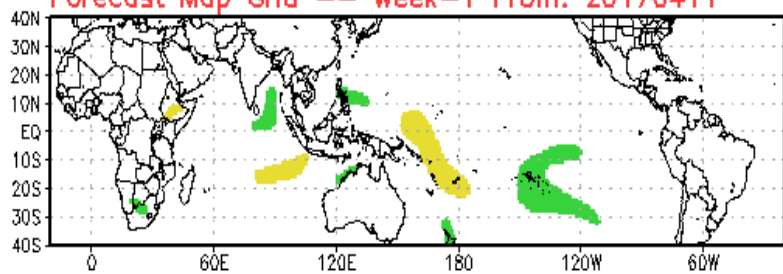 Forecast Map Grid -- Week-1 from: 20170411
40N
30N
20N
10N
EQ
10S
20S
30S
40S
0 60E 120E 180 120W 60W